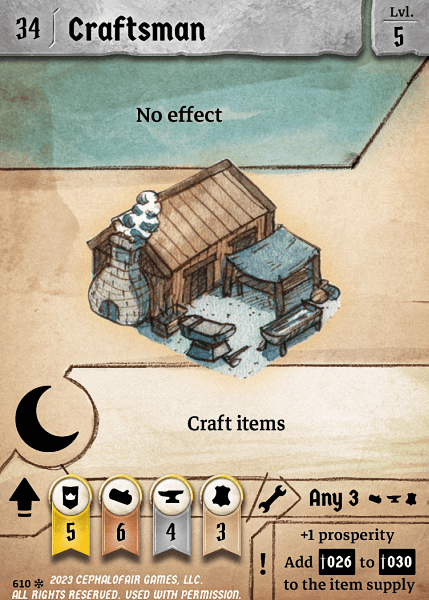 34 Craftsman
Lvl.
5
No effect
Craft items
5 6 4 3
Any 3
+1 prosperity
Add 026 to 030
to the item supply
610 2023 CEPHALOFAIR GAMES, LLC.
ALL RIGHTS RESERVED. USED WITH PERMISSION.